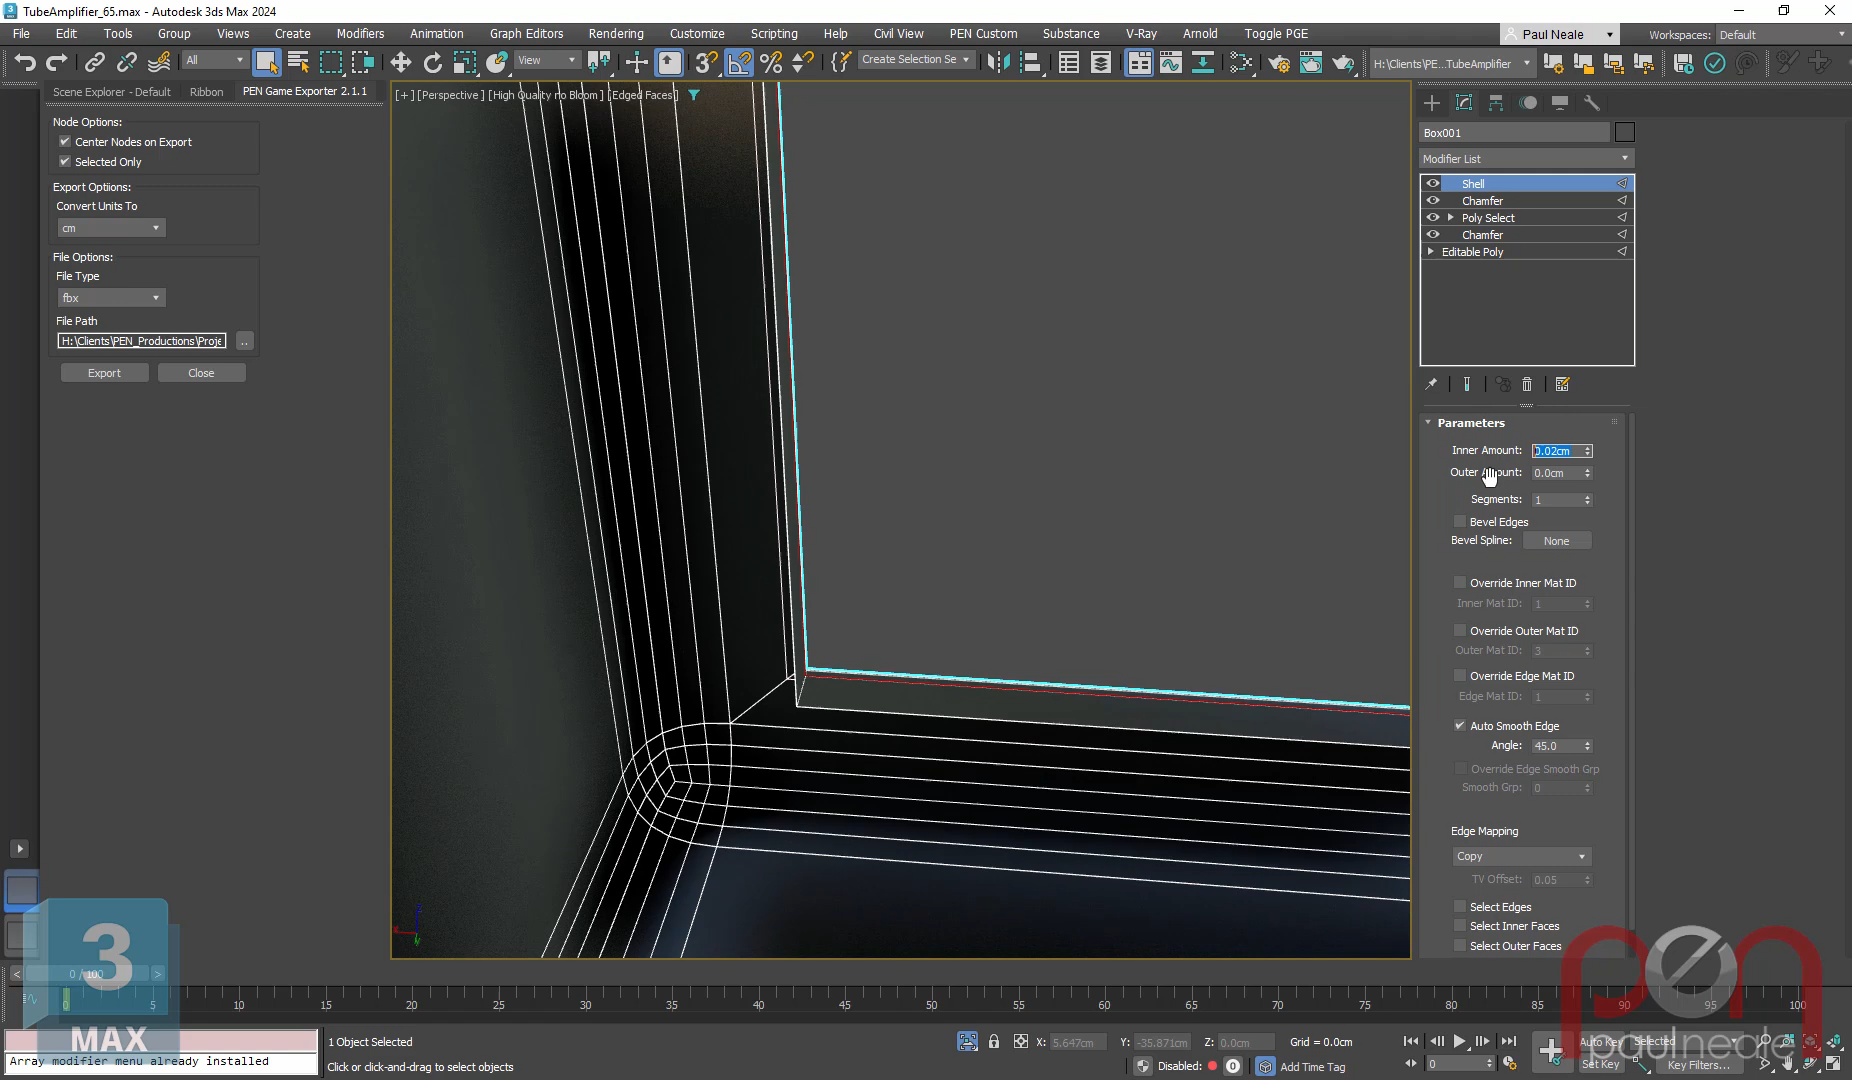 TubeAmplifier_65.max - Autodesk 3ds Max 2024
File Edit Tools Group Views Create Modifiers Animation Graph Editors Rendering Customize Scripting Help Civil View PEN Custom Substance V-Ray Arnold Toggle PGE Paul Neale Workspaces: Default
All View Create Selection Se H:\Clients\PE...TubeAmplifier
Scene Explorer - Default Ribbon PEN Game Exporter 2.1.1
[+] [Perspective ] [High Quality no Bloom ] [Edged Faces ]
Node Options:
Center Nodes on Export
Selected Only
Export Options:
Convert Units To
cm
File Options:
File Type
fbx
File Path
H:\Clients\PEN_Productions\Proje
..
Export Close
Box001
Modifier List
Shell
Chamfer
Poly Select
Chamfer
Editable Poly
Parameters
Inner Amount: 0.02cm
Outer Amount: 0.0cm
Segments: 1
Bevel Edges
Bevel Spline: None
Override Inner Mat ID
Inner Mat ID: 1
Override Outer Mat ID
Outer Mat ID: 3
Override Edge Mat ID
Edge Mat ID: 1
Auto Smooth Edge
Angle: 45.0
Override Edge Smooth Grp
Smooth Grp: 0
Edge Mapping
Copy
TV Offset: 0.05
Select Edges
Select Inner Faces
Select Outer Faces
< 0 / 100 >
0 5 10 15 20 25 30 35 40 45 50 55 60 65 70 75 80 85 90 95 100
3
MAX
pen
paulneale
Array modifier menu already installed
1 Object Selected
Click or click-and-drag to select objects
X: 5.647cm Y: -35.871cm Z: 0.0cm Grid = 0.0cm
Disabled: 0 Add Time Tag
0
Auto Key Selected
Set Key Key Filters...